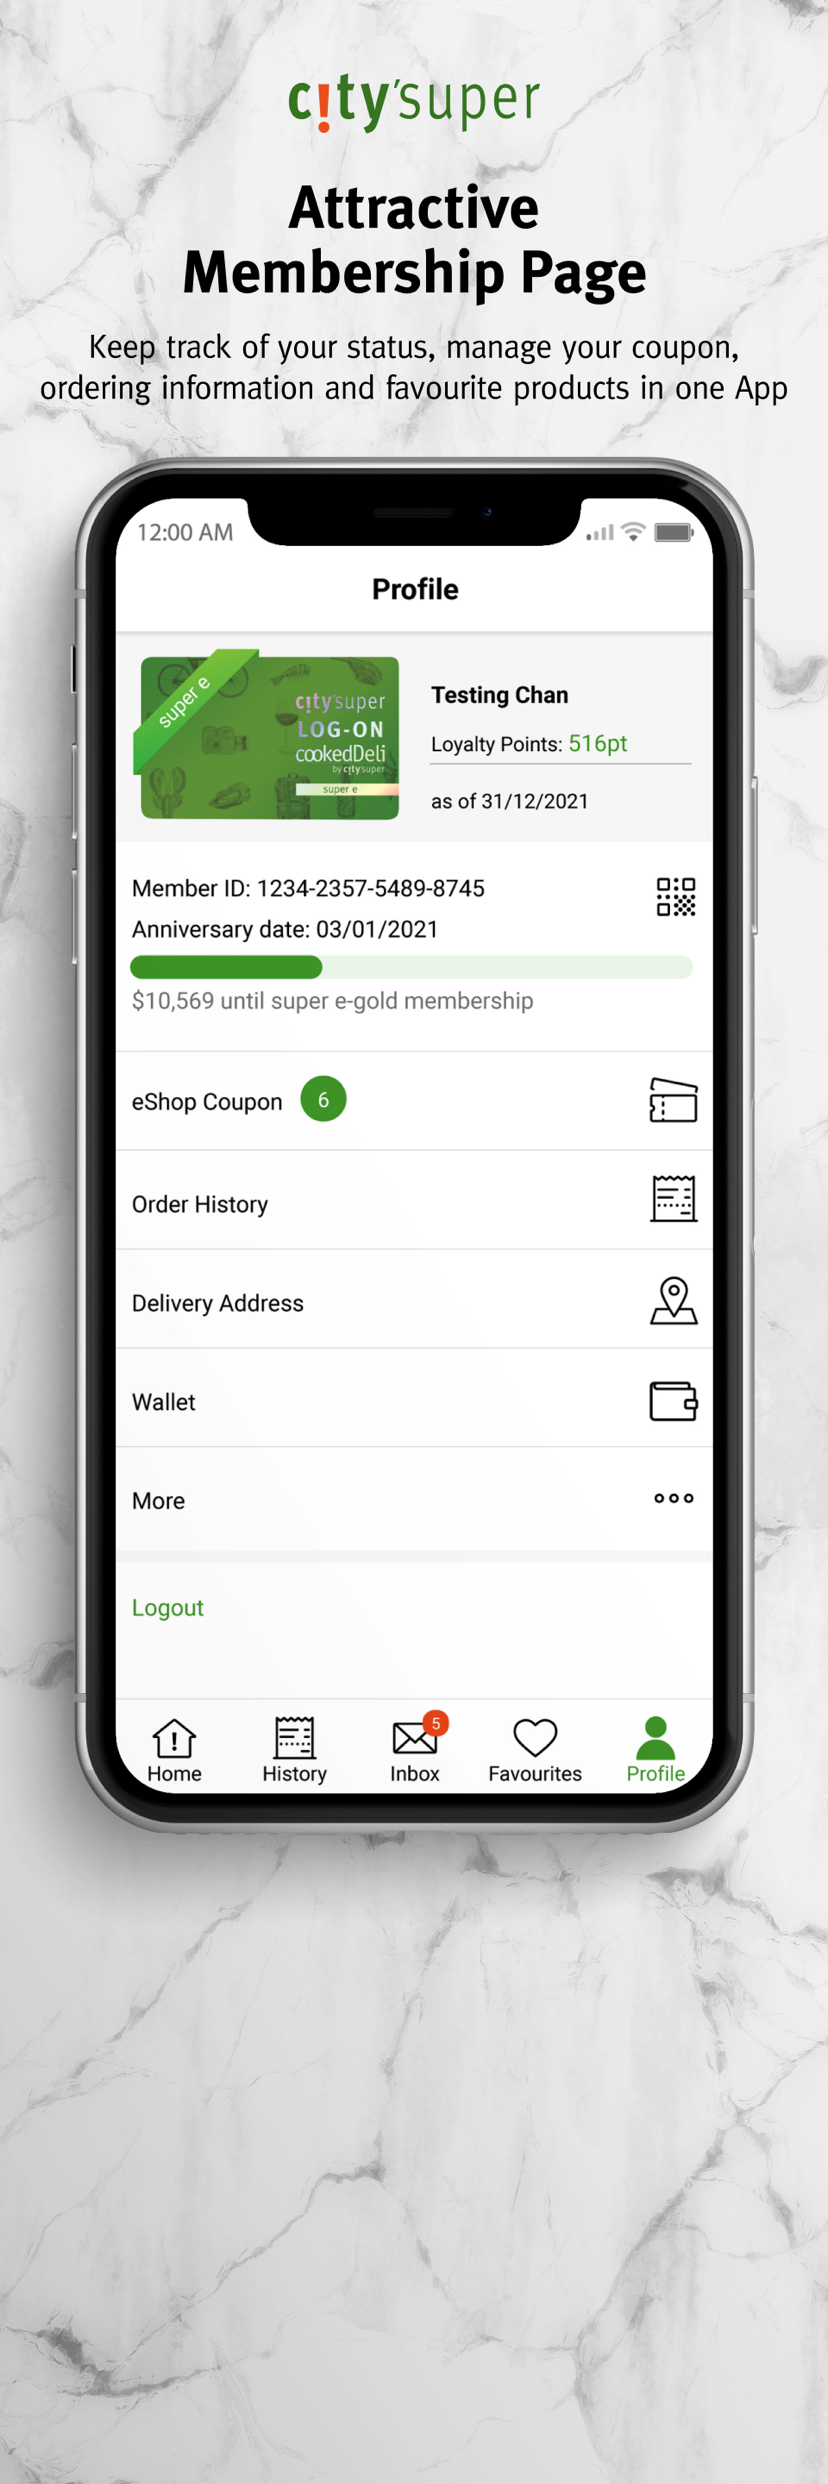 c!ty'super
Attractive
Membership Page
Keep track of your status, manage your coupon,
ordering information and favourite products in one App
12:00 AM
Profile
super e
c!ty'super
LOG-ON
cookedDeli
by c!ty'super
super e
Testing Chan
Loyalty Points: 516pt
as of 31/12/2021
Member ID: 1234-2357-5489-8745
Anniversary date: 03/01/2021
$10,569 until super e-gold membership
eShop Coupon 6
Order History
Delivery Address
Wallet
More
Logout
5
Home History Inbox Favourites Profile